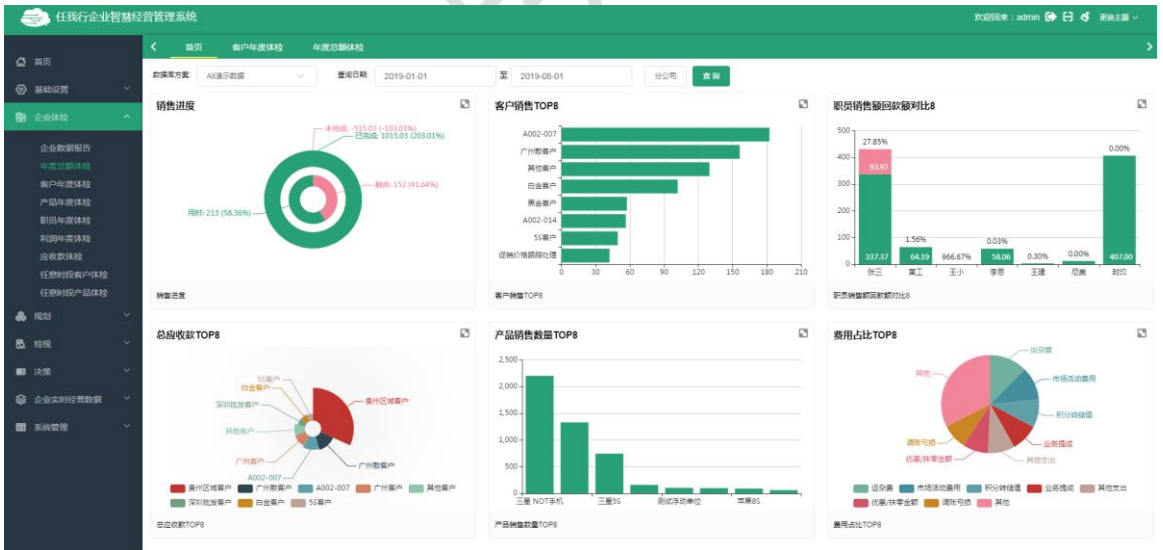 任我行企业智慧经营管理系统
欢迎回来：admin
更换主题
首页
客户年度体检
年度总额体检
首页
基础设置
企业体检
企业数据报告
年度总额体检
客户年度体检
产品年度体检
职员年度体检
利润年度体检
应收款体检
任意时段客户体检
任意时段产品体检
规划
检视
决策
企业实时经营数据
系统管理
数据库方案 A8演示数据 查询日期 2019-01-01 至 2019-08-01 分公司 查询
销售进度
未完成: -515.03 (-103.01%)
已完成: 1015.03 (203.01%)
剩余: 152 (41.64%)
用时: 213 (58.36%)
销售进度
客户销售TOP8
A002-007
广州散客户
其他客户
白金客户
黑金客户
A002-014
5S客户
促销价格跟踪处理
0 30 60 90 120 150 180 210
客户销售TOP8
职员销售额回款额对比8
500
400
300
200
100
0
27.85%
93.97
337.37
1.56%
64.19
966.67%
0.03%
58.06
0.30%
0.00%
0.00%
407.00
张三 黄工 王小 李思 王建 尼奥 封印
职员销售额回款额对比8
总应收款TOP8
5S客户
白金客户
深圳批发客户
其他客户
广州客户
A002-007
广州散客户
贵州区域客户
贵州区域客户 广州散客户 A002-007 广州客户 其他客户
深圳批发客户 白金客户 5S客户
总应收款TOP8
产品销售数量TOP8
2,500
2,000
1,500
1,000
500
0
三星 NOT手机 三星5S 测试浮动单位 苹果8S
产品销售数量TOP8
费用占比TOP8
运杂费
市场活动费用
积分转储值
业务提成
其他支出
优惠/抹零金额
调账亏损
其他
运杂费 市场活动费用 积分转储值 业务提成 其他支出
优惠/抹零金额 调账亏损 其他
费用占比TOP8